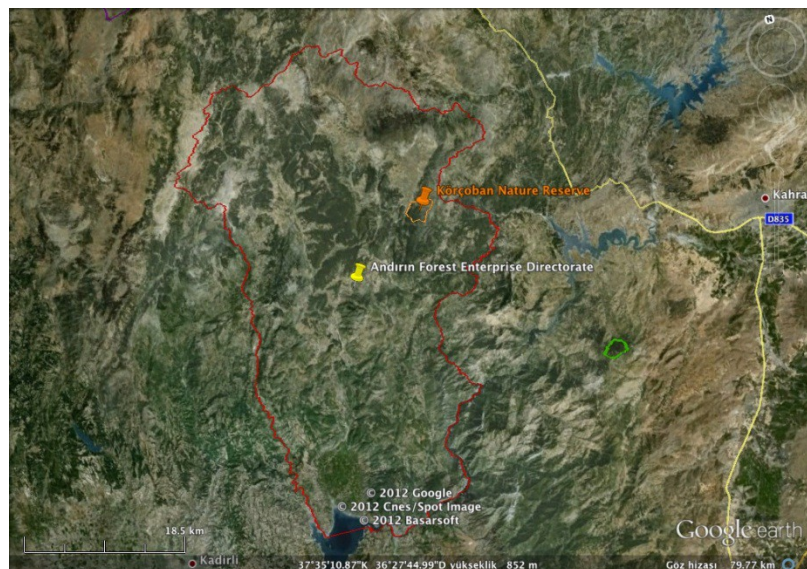 N
Korçoban Nature Reserve
Kahra
D835
Andırın Forest Enterprise Directorate
© 2012 Google
© 2012 Cnes/Spot Image
© 2012 Basarsoft
18.5 km
Google earth
Kadirli
37°35'10.87"K 36°27'44.99"D yükseklik 852 m
Göz hizası 79.77 km